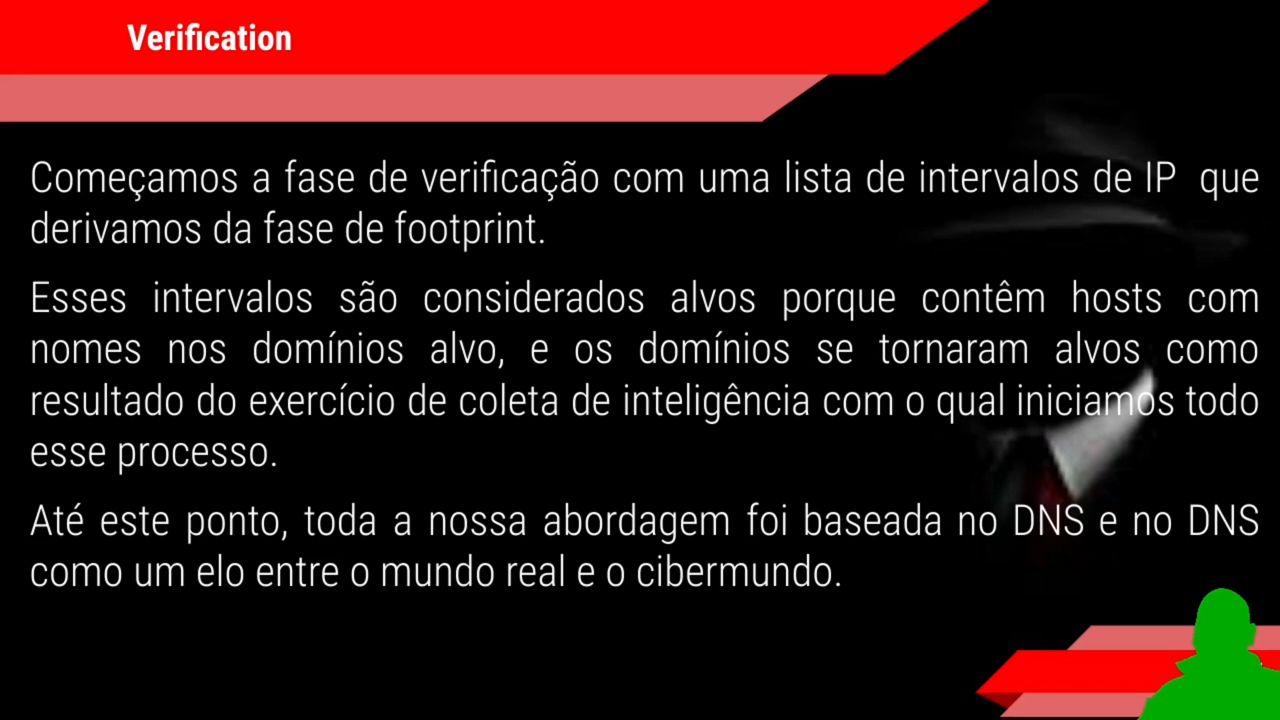 Verification
Começamos a fase de verificação com uma lista de intervalos de IP que
derivamos da fase de footprint.
Esses intervalos são considerados alvos porque contêm hosts com
nomes nos domínios alvo, e os domínios se tornaram alvos como
resultado do exercício de coleta de inteligência com o qual iniciamos todo
esse processo.
Até este ponto, toda a nossa abordagem foi baseada no DNS e no DNS
como um elo entre o mundo real e o cibermundo.